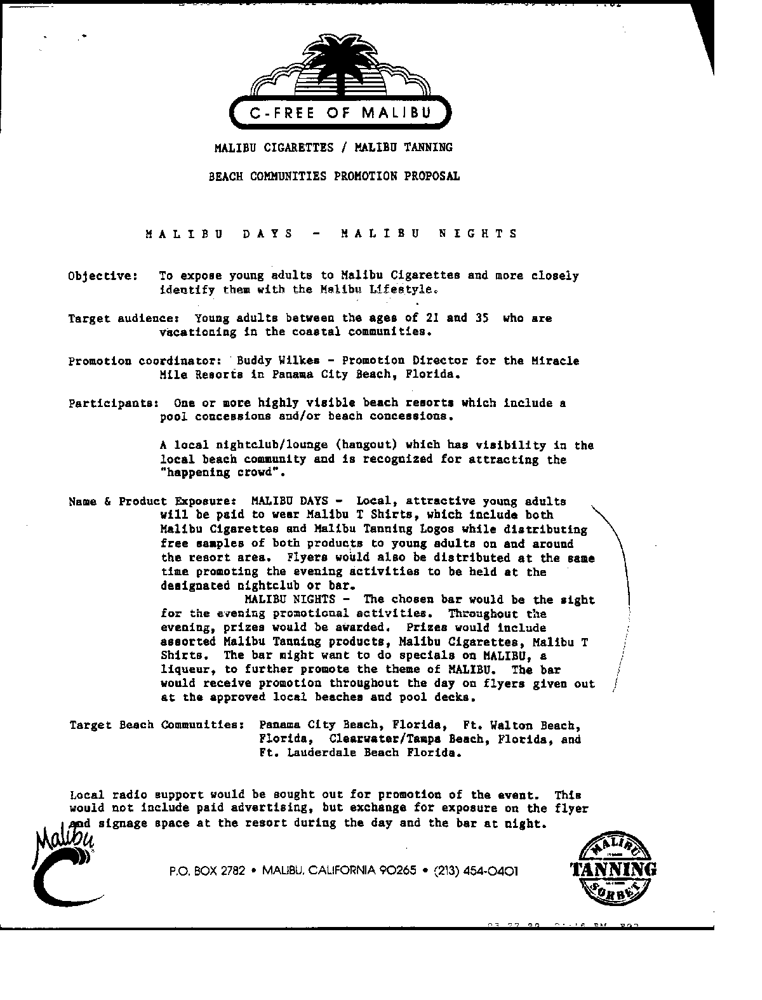 C-FREE OF MALIBU
MALIBU CIGARETTES / MALIBU TANNING
BEACH COMMUNITIES PROMOTION PROPOSAL
MALIBU DAYS - MALIBU NIGHTS
Objective: To expose young adults to Malibu Cigarettes and more closely
identify them with the Malibu Lifestyle.
Target audience: Young adults between the ages of 21 and 35 who are
vacationing in the coastal communities.
Promotion coordinator: Buddy Wilkes - Promotion Director for the Miracle
Mile Resorts in Panama City Beach, Florida.
Participants: One or more highly visible beach resorts which include a
pool concessions and/or beach concessions.
A local nightclub/lounge (hangout) which has visibility in the
local beach community and is recognized for attracting the
"happening crowd".
Name & Product Exposure: MALIBU DAYS - Local, attractive young adults
will be paid to wear Malibu T Shirts, which include both
Malibu Cigarettes and Malibu Tanning Logos while distributing
free samples of both products to young adults on and around
the resort area. Flyers would also be distributed at the same
time promoting the evening activities to be held at the
designated nightclub or bar.
MALIBU NIGHTS - The chosen bar would be the sight
for the evening promotional activities. Throughout the
evening, prizes would be awarded. Prizes would include
assorted Malibu Tanning products, Malibu Cigarettes, Malibu T
Shirts. The bar might want to do specials on MALIBU, a
liqueur, to further promote the theme of MALIBU. The bar
would receive promotion throughout the day on flyers given out
at the approved local beaches and pool decks.
Target Beach Communities: Panama City Beach, Florida, Ft. Walton Beach,
Florida, Clearwater/Tampa Beach, Florida, and
Ft. Lauderdale Beach Florida.
Local radio support would be sought out for promotion of the event. This
would not include paid advertising, but exchange for exposure on the flyer
and signage space at the resort during the day and the bar at night.
Malibu
P.O. BOX 2782 • MALIBU, CALIFORNIA 90265 • (213) 454-0401
MALIBU
TANNING
SORBET